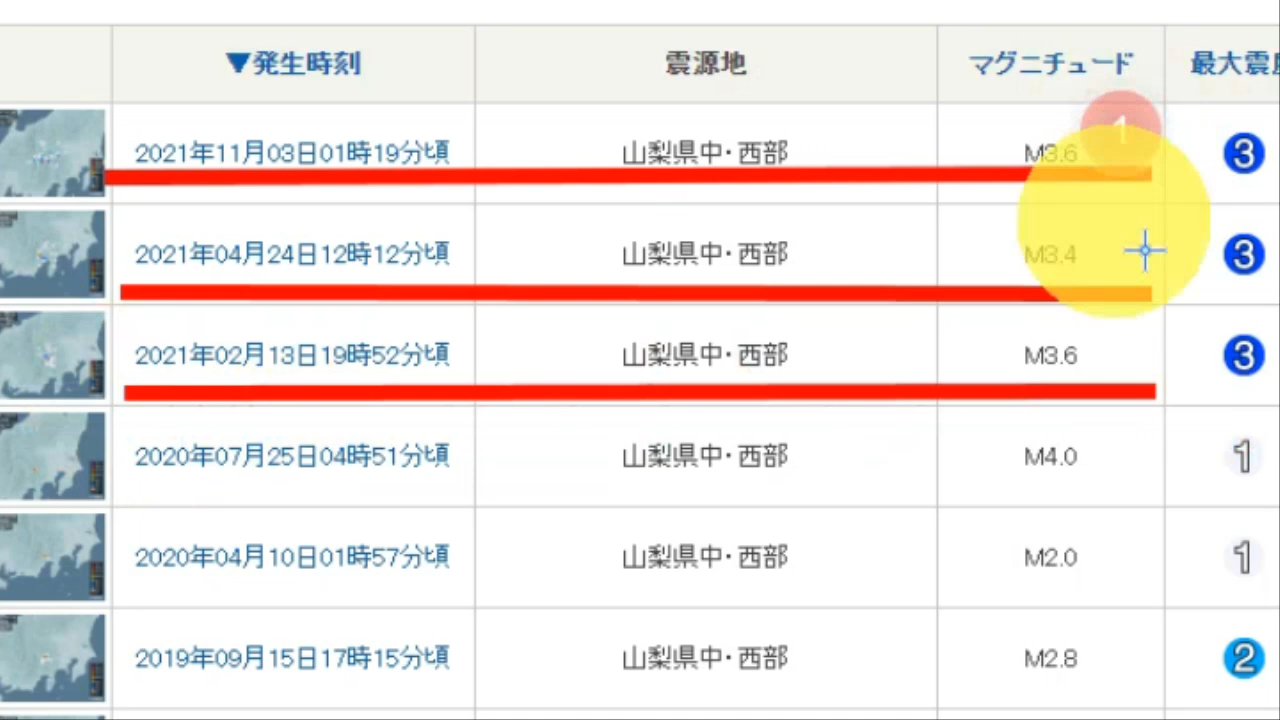 ▼発生時刻 震源地 マグニチュード 最大震度
1
2021年11月03日01時19分頃 山梨県中・西部 M3.6 3
2021年04月24日12時12分頃 山梨県中・西部 M3.4 3
2021年02月13日19時52分頃 山梨県中・西部 M3.6 3
2020年07月25日04時51分頃 山梨県中・西部 M4.0 1
2020年04月10日01時57分頃 山梨県中・西部 M2.0 1
2019年09月15日17時15分頃 山梨県中・西部 M2.8 2